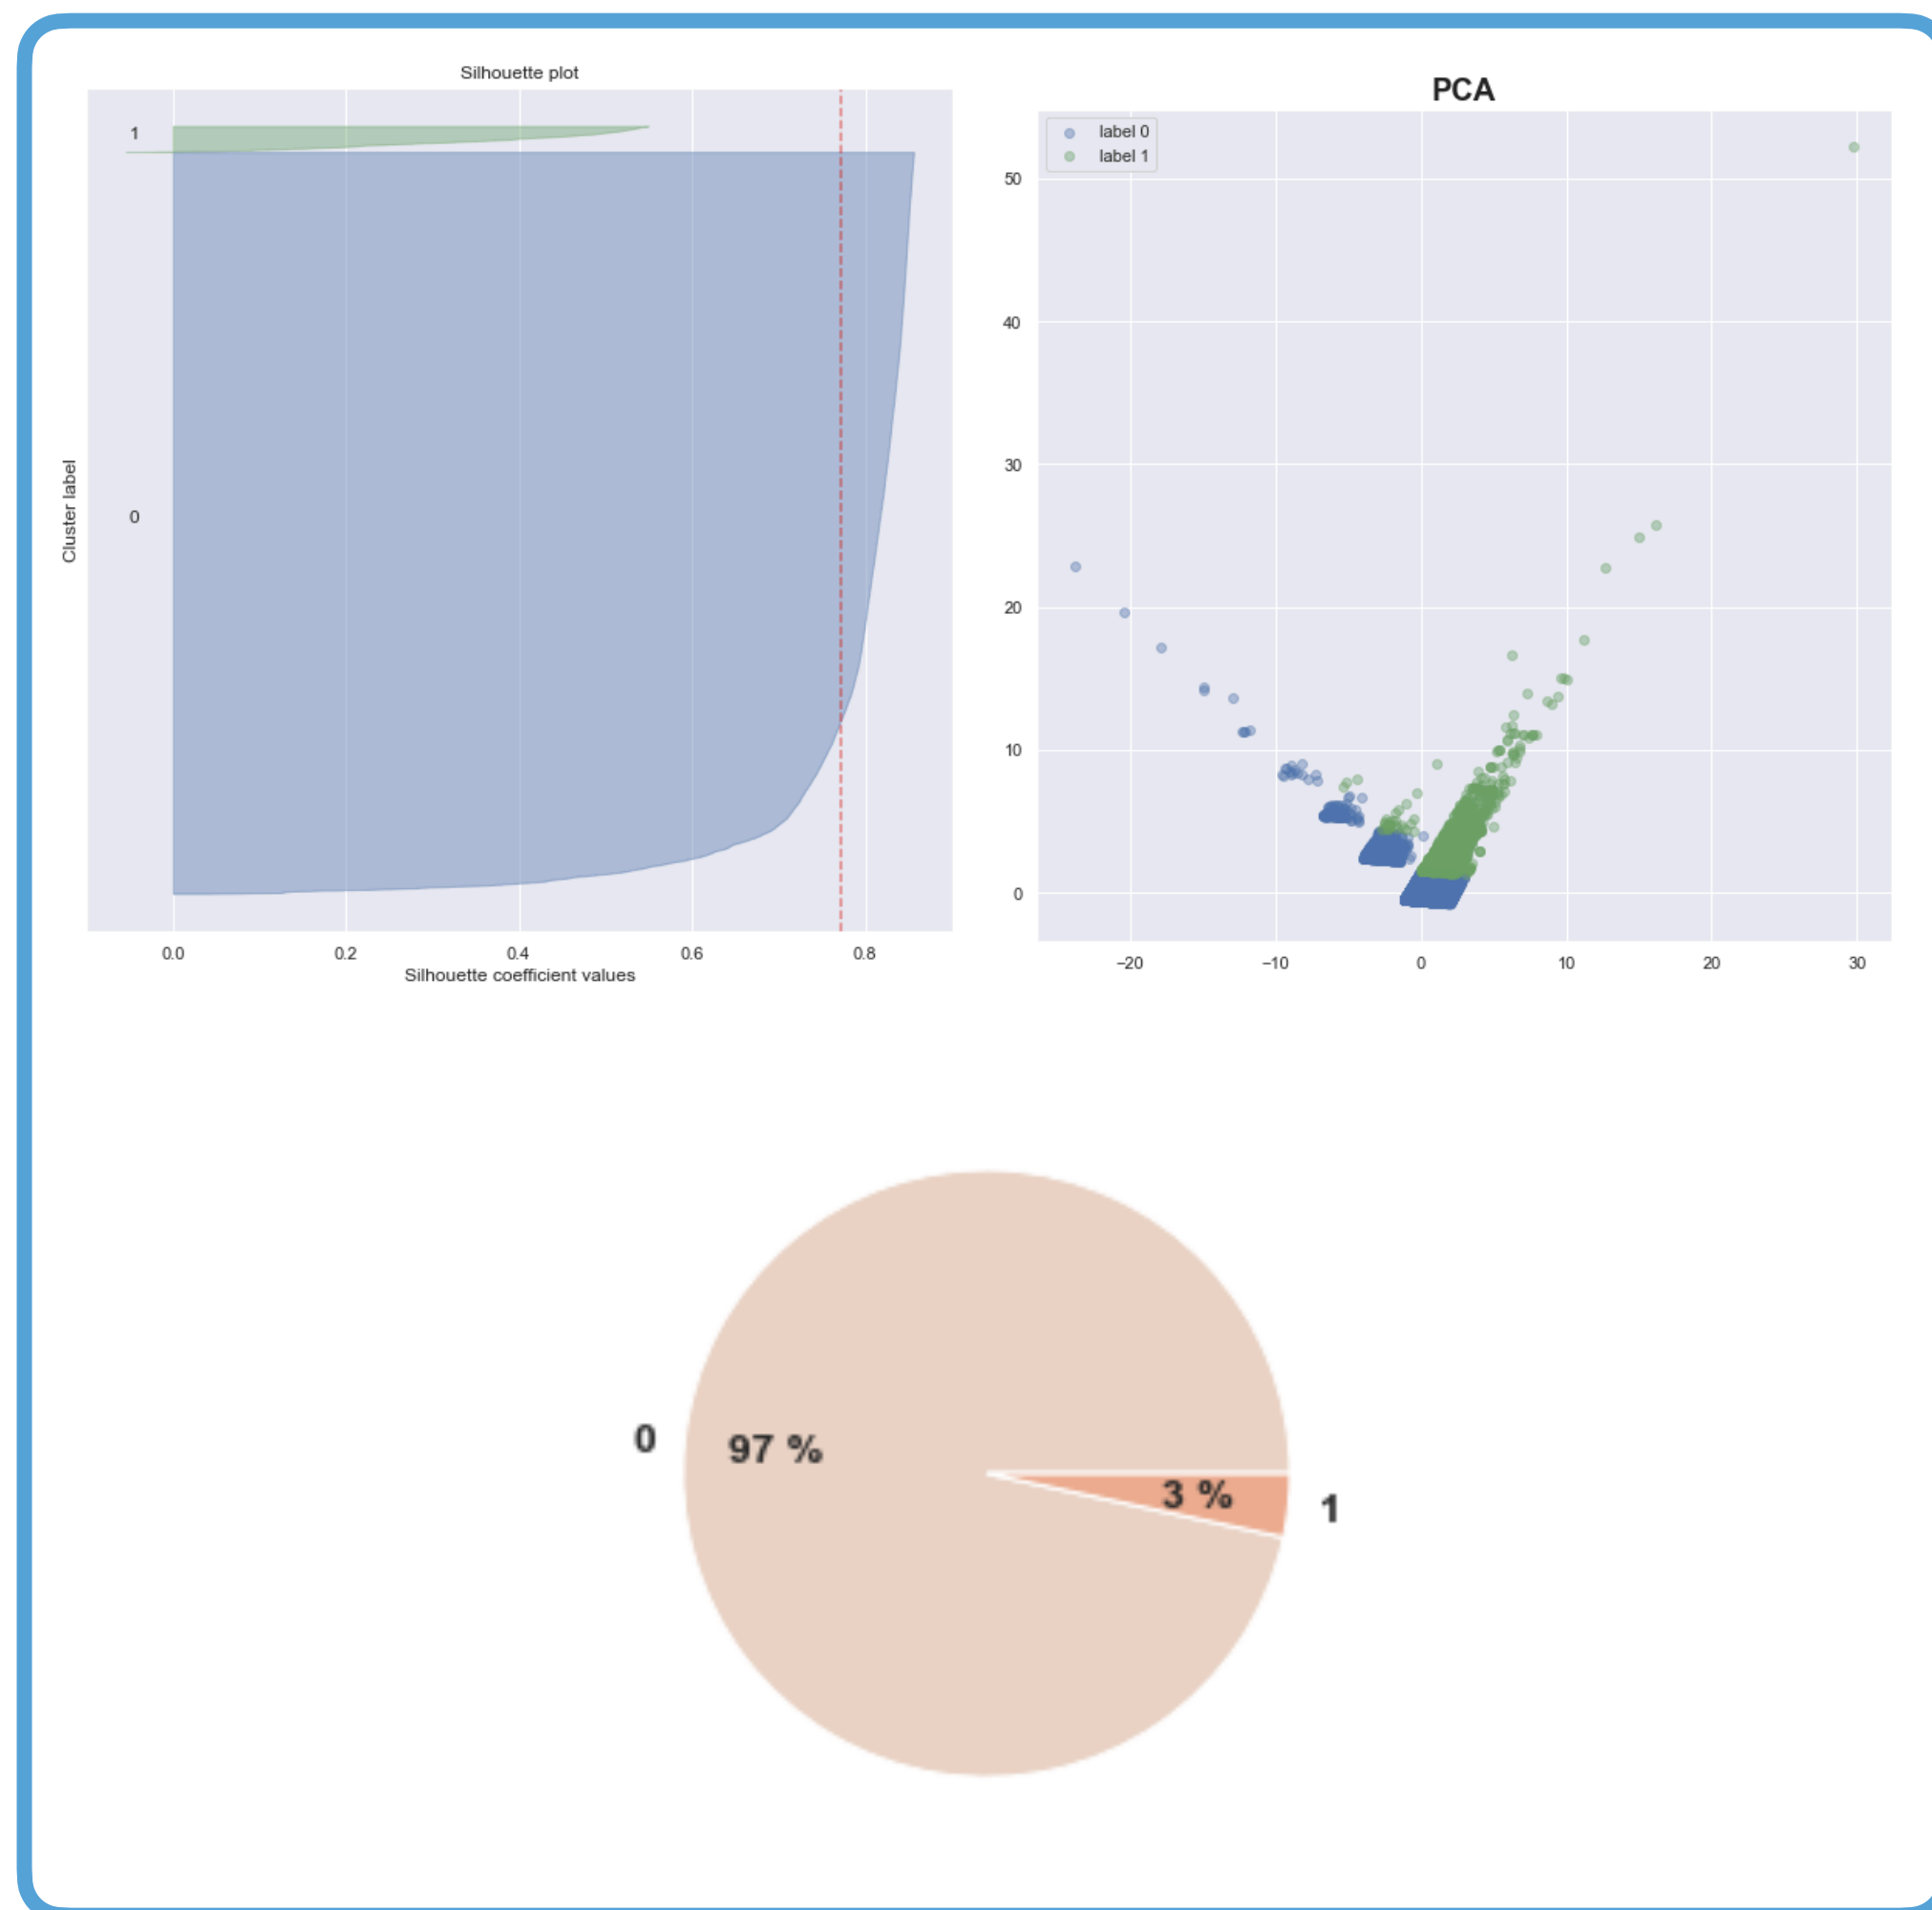 Silhouette plot
1
0
Cluster label
0.0 0.2 0.4 0.6 0.8
Silhouette coefficient values
PCA
label 0
label 1
50
40
30
20
10
0
−20 −10 0 10 20 30
0
97 %
3 %
1